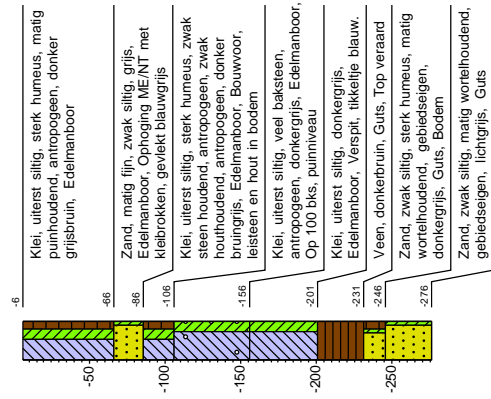 -6
Klei, uiterst siltig, sterk humeus, matig
puinhoudend, antropogeen, donker
grijsbruin, Edelmanboor
-66
Zand, matig fijn, zwak siltig, grijs,
Edelmanboor, Ophoging ME/NT met
kleibrokken, gevlekt blauwgrijs
-86
Klei, uiterst siltig, sterk humeus, zwak
steen houdend, antropogeen, zwak
houthoudend, antropogeen, donker
bruingrijs, Edelmanboor, Bouwvoor,
leisteen en hout in bodem
-106
Klei, uiterst siltig, veel baksteen,
antropogeen, donkergrijs, Edelmanboor,
Op 100 bks, puinniveau
-156
Klei, uiterst siltig, donkergrijs,
Edelmanboor, Verspit, tikkeltje blauw.
-201
Veen, donkerbruin, Guts, Top veraard
-231
Zand, zwak siltig, sterk humeus, matig
wortelhoudend, gebiedseigen,
donkergrijs, Guts, Bodem
-246
Zand, zwak siltig, matig wortelhoudend,
gebiedseigen, lichtgrijs, Guts
-276
-50
-100
-150
-200
-250